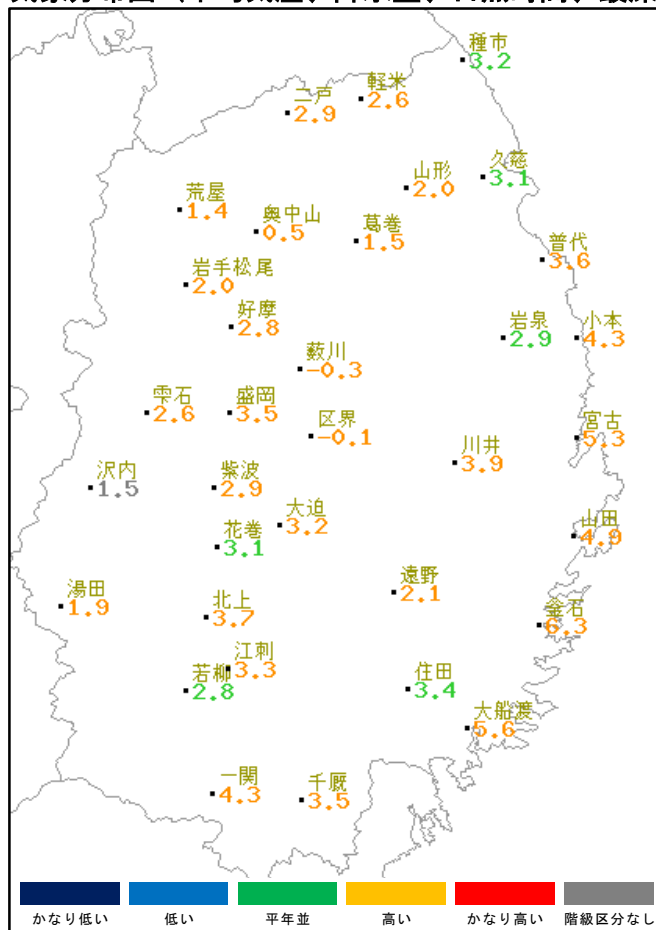 種市
3.2
軽米
2.6
二戸
2.9
久慈
3.1
山形
2.0
荒屋
1.4
奥中山
0.5
葛巻
1.5
普代
3.6
岩手松尾
2.0
好摩
2.8
岩泉
2.9
小本
4.3
薮川
-0.3
雫石
2.6
盛岡
3.5
区界
-0.1
宮古
5.3
川井
3.9
沢内
1.5
紫波
2.9
大迫
3.2
山田
4.9
花巻
3.1
遠野
2.1
湯田
1.9
北上
3.7
釜石
6.3
江刺
3.3
若柳
2.8
住田
3.4
大船渡
5.6
一関
4.3
千厩
3.5
かなり低い 低い 平年並 高い かなり高い 階級区分なし